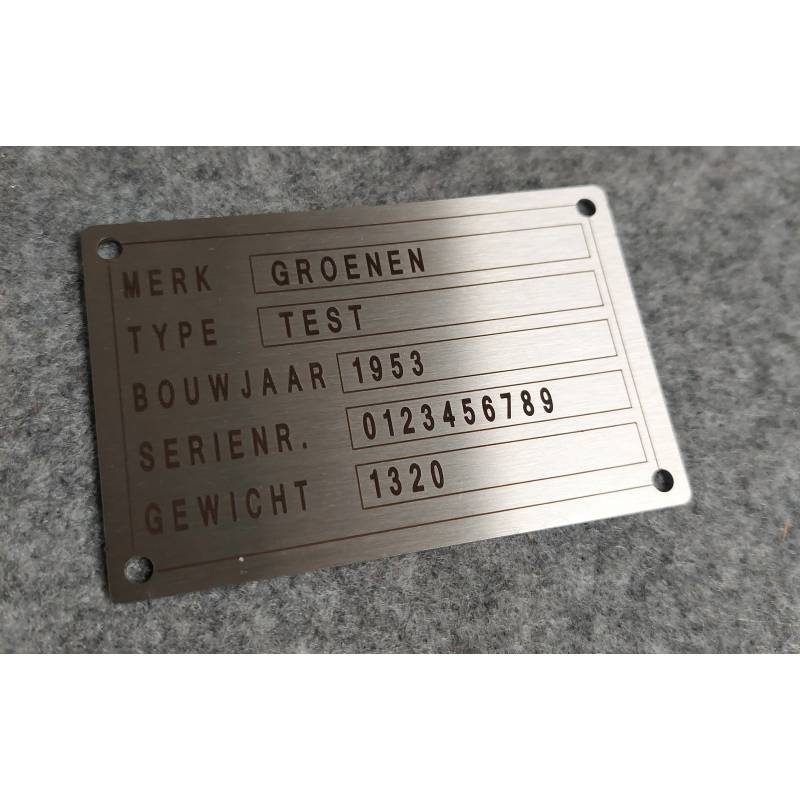 MERK GROENEN
TYPE TEST
BOUWJAAR 1953
SERIENR. 0123456789
GEWICHT 1320